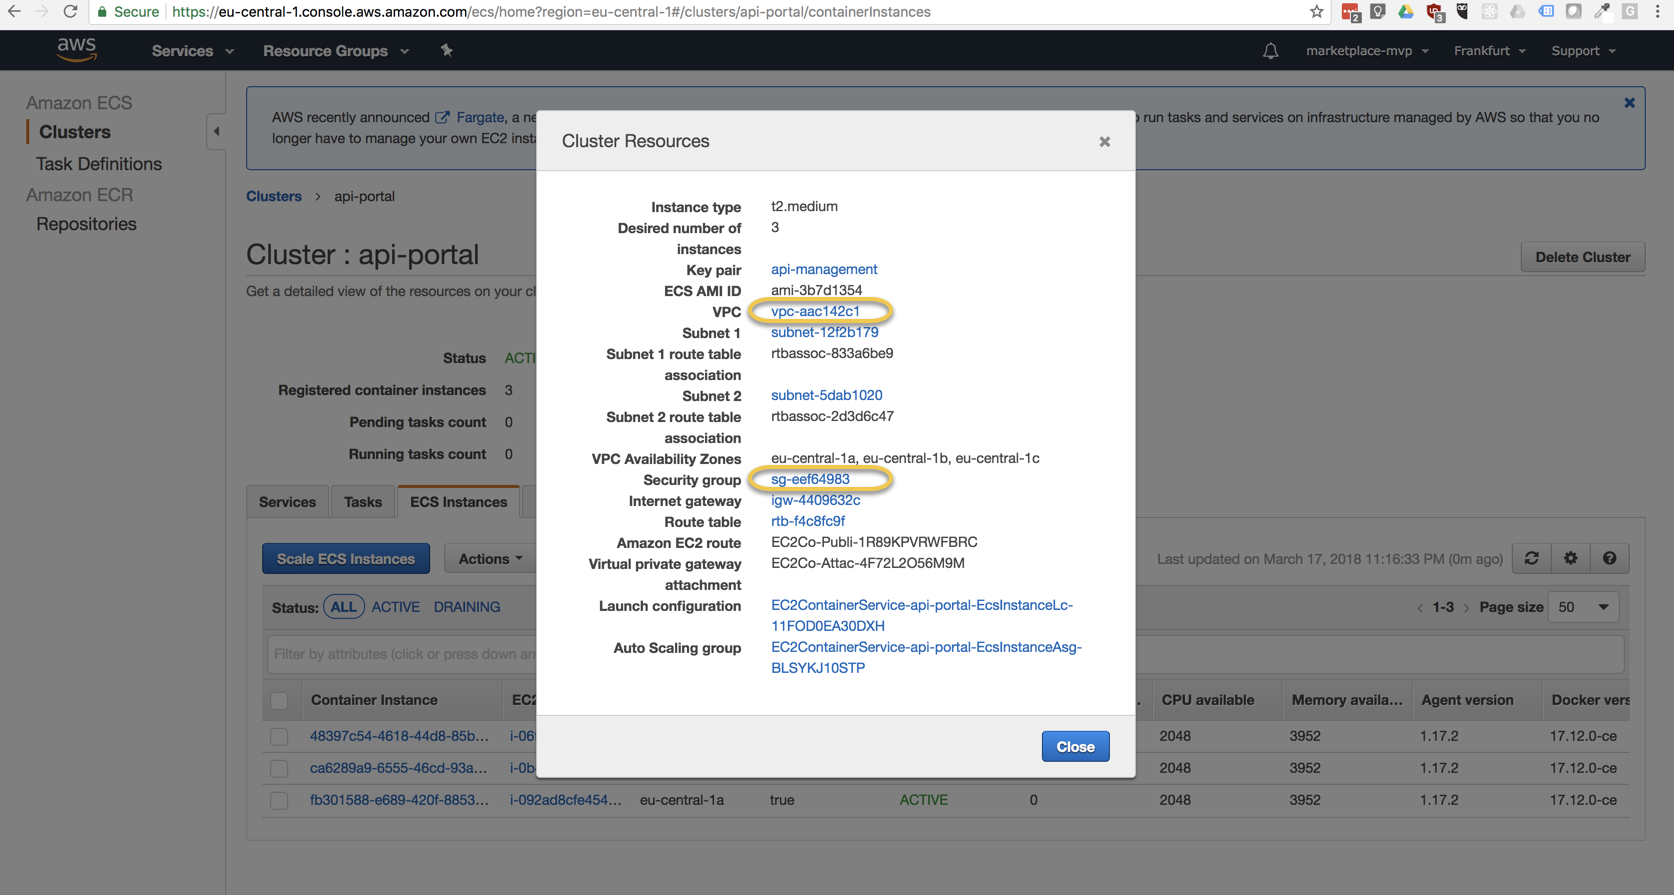 Secure https://eu-central-1.console.aws.amazon.com/ecs/home?region=eu-central-1#/clusters/api-portal/containerInstances
2
3
G
aws Services Resource Groups marketplace-mvp Frankfurt Support
Amazon ECS
Clusters
Task Definitions
Amazon ECR
Repositories
AWS recently announced Fargate, a ne
run tasks and services on infrastructure managed by AWS so that you no
longer have to manage your own EC2 inst
Clusters > api-portal
Cluster : api-portal
Delete Cluster
Get a detailed view of the resources on your cl
Status ACTI
Registered container instances 3
Pending tasks count 0
Running tasks count 0
Services Tasks ECS Instances
Scale ECS Instances Actions
Last updated on March 17, 2018 11:16:33 PM (0m ago)
Status: ALL ACTIVE DRAINING
< 1-3 > Page size 50
Filter by attributes (click or press down arr
Container Instance EC2 CPU available Memory availa... Agent version Docker vers
48397c54-4618-44d8-85b... i-06 2048 3952 1.17.2 17.12.0-ce
ca6289a9-6555-46cd-93a... i-0b 2048 3952 1.17.2 17.12.0-ce
fb301588-e689-420f-8853... i-092ad8cfe454... eu-central-1a true ACTIVE 0 2048 3952 1.17.2 17.12.0-ce
Cluster Resources
Instance type t2.medium
Desired number of 3
instances
Key pair api-management
ECS AMI ID ami-3b7d1354
VPC vpc-aac142c1
Subnet 1 subnet-12f2b179
Subnet 1 route table rtbassoc-833a6be9
association
Subnet 2 subnet-5dab1020
Subnet 2 route table rtbassoc-2d3d6c47
association
VPC Availability Zones eu-central-1a, eu-central-1b, eu-central-1c
Security group sg-eef64983
Internet gateway igw-4409632c
Route table rtb-f4c8fc9f
Amazon EC2 route EC2Co-Publi-1R89KPVRWFBRC
Virtual private gateway EC2Co-Attac-4F72L2O56M9M
attachment
Launch configuration EC2ContainerService-api-portal-EcsInstanceLc-
11FOD0EA30DXH
Auto Scaling group EC2ContainerService-api-portal-EcsInstanceAsg-
BLSYKJ10STP
Close